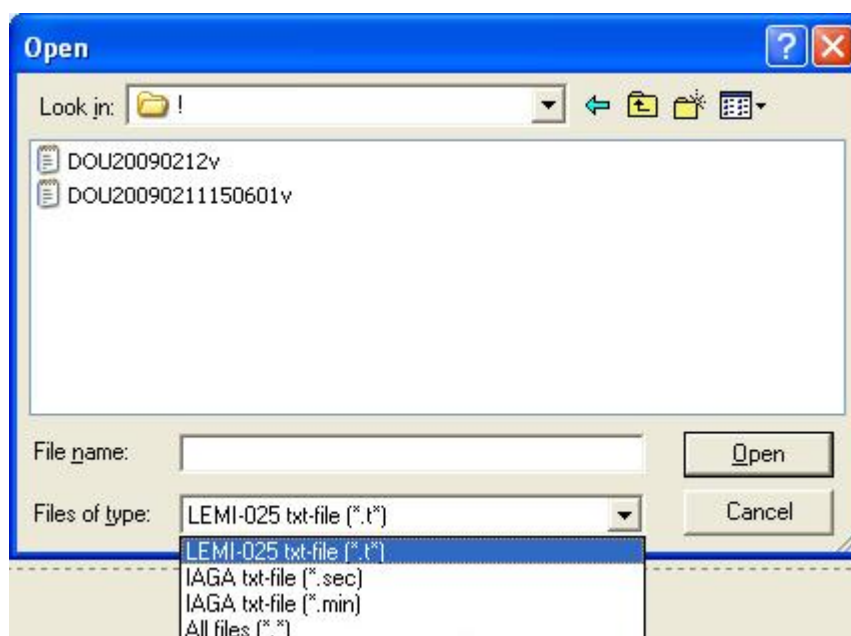 Open
Look in: !
DOU20090212v
DOU20090211150601v
File name:
Open
Files of type: LEMI-025 txt-file (*.t*)
Cancel
LEMI-025 txt-file (*.t*)
IAGA txt-file (*.sec)
IAGA txt-file (*.min)
All files (*.*)